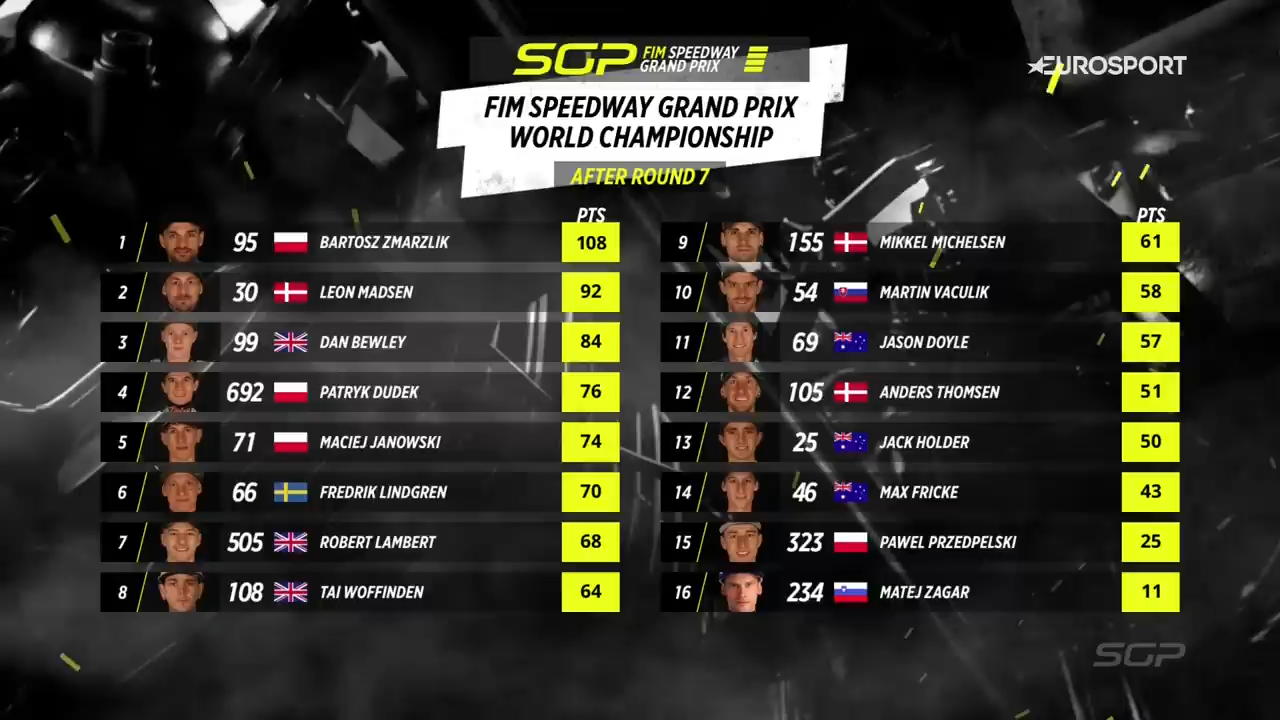 SGP FIM SPEEDWAY
GRAND PRIX
EUROSPORT
FIM SPEEDWAY GRAND PRIX
WORLD CHAMPIONSHIP
AFTER ROUND 7
PTS
1 95 BARTOSZ ZMARZLIK 108
2 30 LEON MADSEN 92
3 99 DAN BEWLEY 84
4 692 PATRYK DUDEK 76
5 71 MACIEJ JANOWSKI 74
6 66 FREDRIK LINDGREN 70
7 505 ROBERT LAMBERT 68
8 108 TAI WOFFINDEN 64
PTS
9 155 MIKKEL MICHELSEN 61
10 54 MARTIN VACULIK 58
11 69 JASON DOYLE 57
12 105 ANDERS THOMSEN 51
13 25 JACK HOLDER 50
14 46 MAX FRICKE 43
15 323 PAWEL PRZEDPELSKI 25
16 234 MATEJ ZAGAR 11
SGP